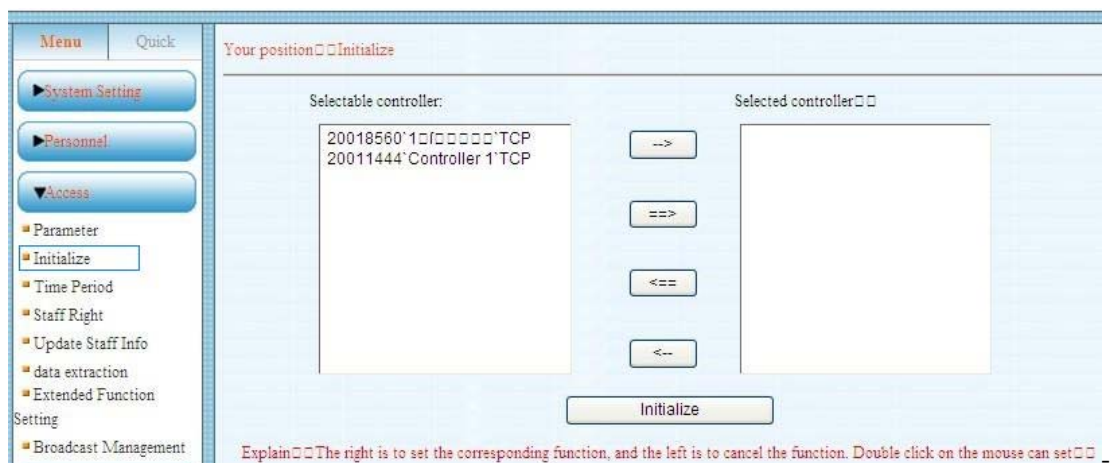 Menu
Quick
Your position□□Initialize
▶System Setting
▶Personnel
▼Access
Parameter
Initialize
Time Period
Staff Right
Update Staff Info
data extraction
Extended Function
Setting
Broadcast Management
Selectable controller:
20018560`1□ſ□□□□□`TCP
20011444`Controller 1`TCP
-->
==>
<==
<--
Selected controller□□
Initialize
Explain□□The right is to set the corresponding function, and the left is to cancel the function. Double click on the mouse can set□□